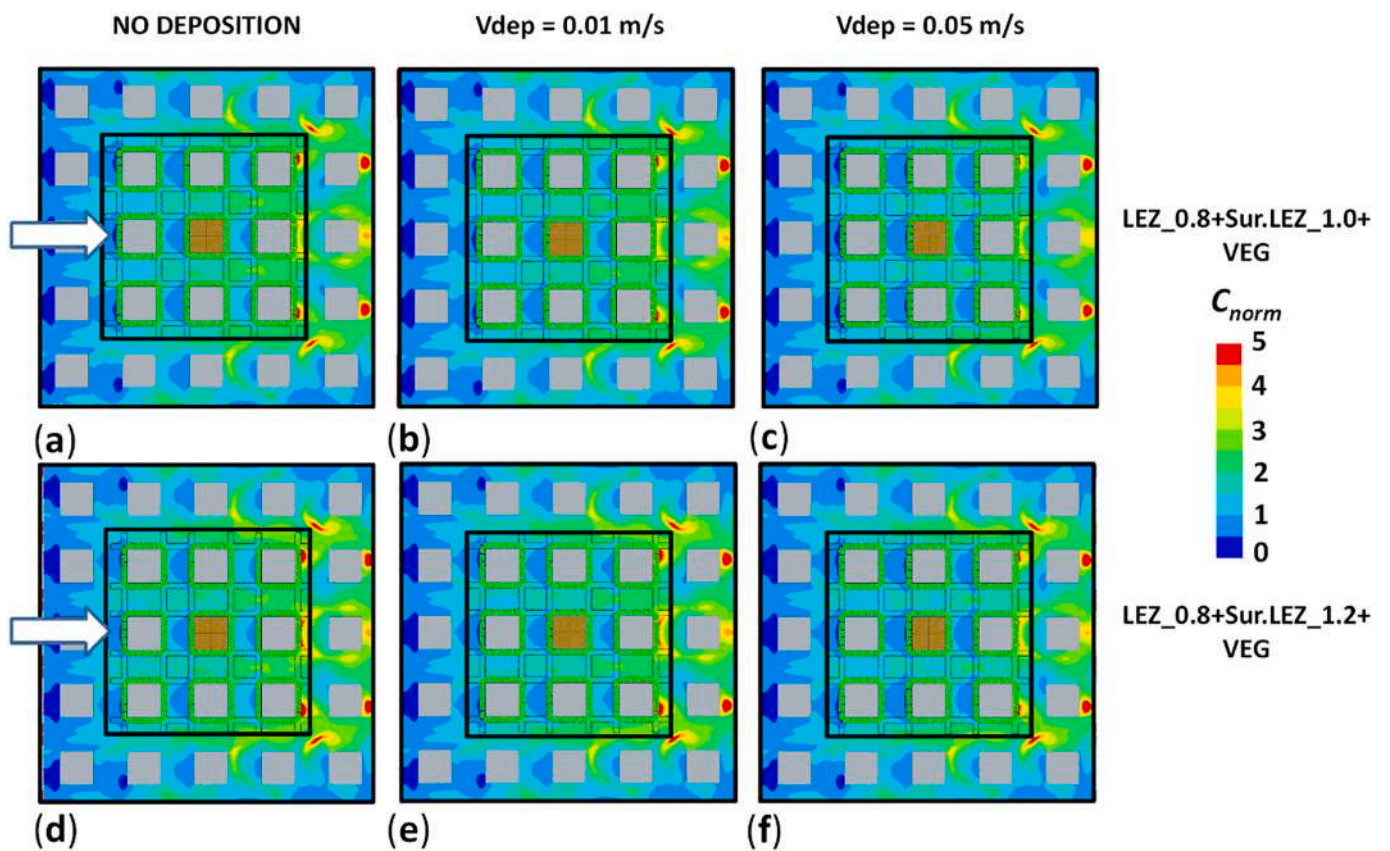 NO DEPOSITION
Vdep = 0.01 m/s
Vdep = 0.05 m/s
LEZ_0.8+Sur.LEZ_1.0+
VEG
C_norm
5
4
3
2
1
0
(a)
(b)
(c)
LEZ_0.8+Sur.LEZ_1.2+
VEG
(d)
(e)
(f)